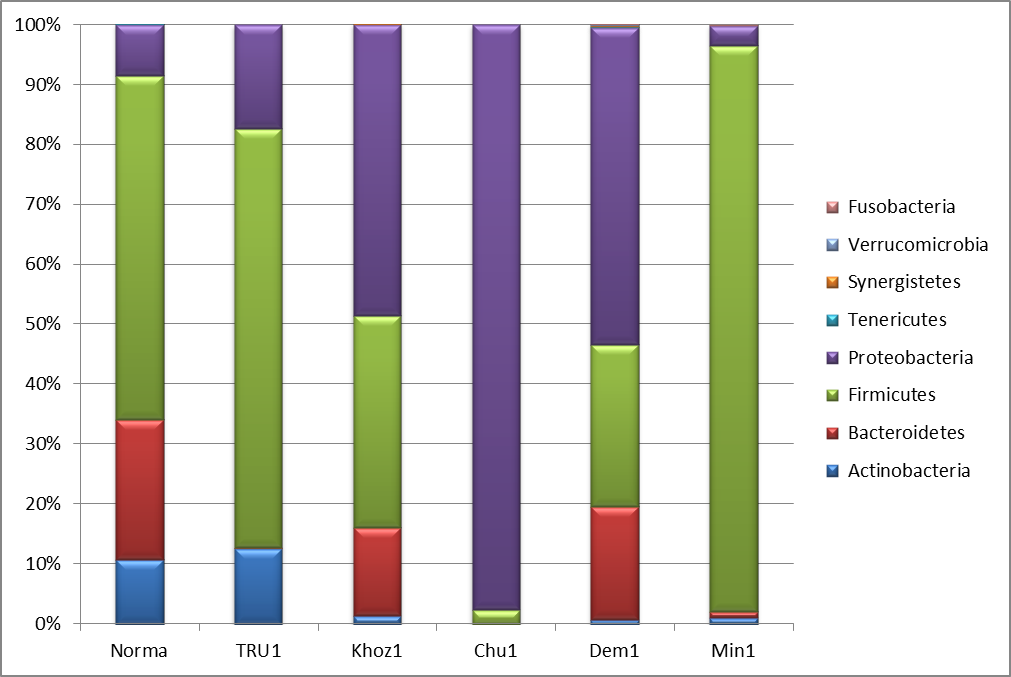 100%
90%
80%
70%
60%
50%
40%
30%
20%
10%
0%
Norma TRU1 Khoz1 Chu1 Dem1 Min1
Fusobacteria
Verrucomicrobia
Synergistetes
Tenericutes
Proteobacteria
Firmicutes
Bacteroidetes
Actinobacteria